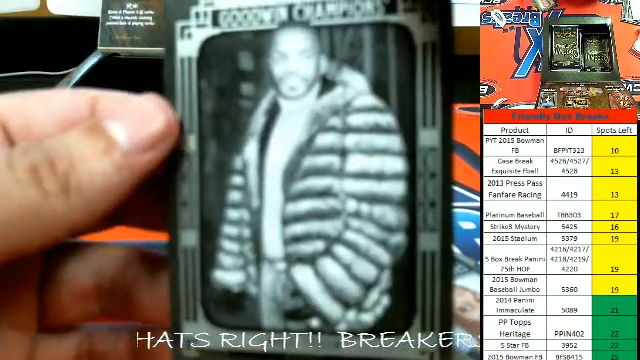 GOODWIN CHAMPIONS
HATS RIGHT!! BREAKER
Friendly Box Breaks
Product ID Spots Left
PYT 2015 Bowman FB BFPYT323 10
Case Break Exquisite Fball 4526/4527/4528 13
2013 Press Pass Fanfare Racing 4419 13
Platinum Baseball TBB303 17
Strike3 Mystery 5425 16
2015 Stadium 5379 19
5 Box Break Panini 75th HOF 4216/4217/4218/4219/4220 19
2015 Bowman Baseball Jumbo 5360 19
2014 Panini Immaculate 5089 21
PP Topps Heritage PPIN402 22
5 Star FB 3952 22
2015 Bowman FB BFSB415 25